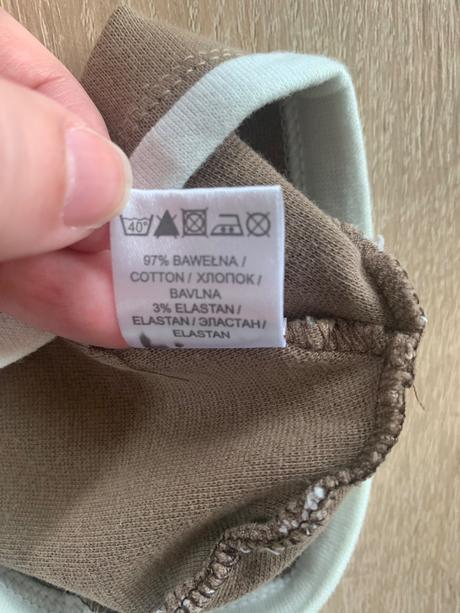 40°
97% BAWEŁNA /
COTTON / ХЛОПОК /
BAVLNA
3% ELASTAN /
ELASTAN / ЭЛАСТАН /
ELASTAN